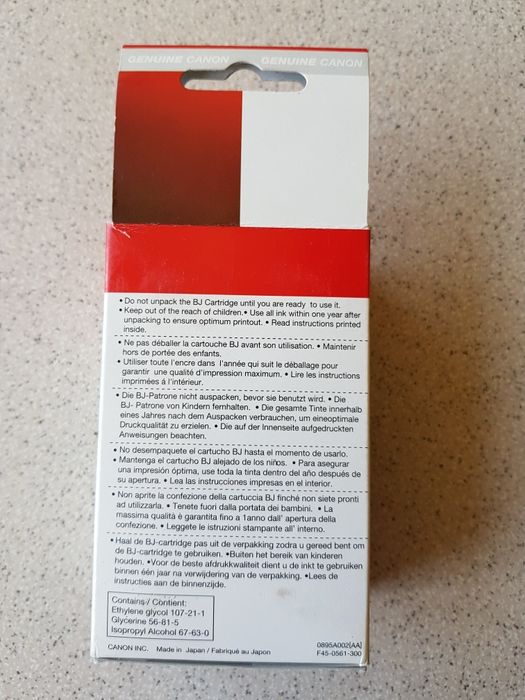 GENUINE CANON GENUINE CANON
• Do not unpack the BJ Cartridge until you are ready to use it.
• Keep out of the reach of children.• Use all ink within one year after
unpacking to ensure optimum printout. • Read instructions printed
inside.
• Ne pas déballer la cartouche BJ avant son utilisation. • Maintenir
hors de portée des enfants.
• Utiliser toute l'encre dans l'année qui suit le déballage pour
garantir une qualité d'impression maximum. • Lire les instructions
imprimées à l'intérieur.
• Die BJ-Patrone nicht auspacken, bevor sie benutzt wird. • Die
BJ- Patrone von Kindern fernhalten. • Die gesamte Tinte innerhalb
eines Jahres nach dem Auspacken verbrauchen, um eineoptimale
Druckqualität zu erzielen. • Die auf der Innenseite aufgedruckten
Anweisungen beachten.
• No desempaquete el cartucho BJ hasta el momento de usarlo.
• Mantenga el cartucho BJ alejado de los niños. • Para asegurar
una impresión óptima, use toda la tinta dentro del año después de
su apertura. • Lea las instrucciones impresas en el interior.
• Non aprite la confezione della cartuccia BJ finchè non siete pronti
ad utilizzarla. • Tenete fuori dalla portata dei bambini. • La
massima qualità è garantita fino a 1anno dall' apertura della
confezione. • Leggete le istruzioni stampante all' interno.
• Haal de BJ-cartridge pas uit de verpakking zodra u gereed bent om
de BJ-cartridge te gebruiken. •Buiten het bereik van kinderen
houden. •Voor de beste afdrukkwaliteit dient u de inkt te gebruiken
binnen één jaar na verwijdering van de verpakking. •Lees de
instructies aan de binnenzijde.
Contains / Contient:
Ethylene glycol 107-21-1
Glycerine 56-81-5
Isopropyl Alcohol 67-63-0
CANON INC. Made in Japan / Fabriqué au Japon
0895A002[AA]
F45-0561-300